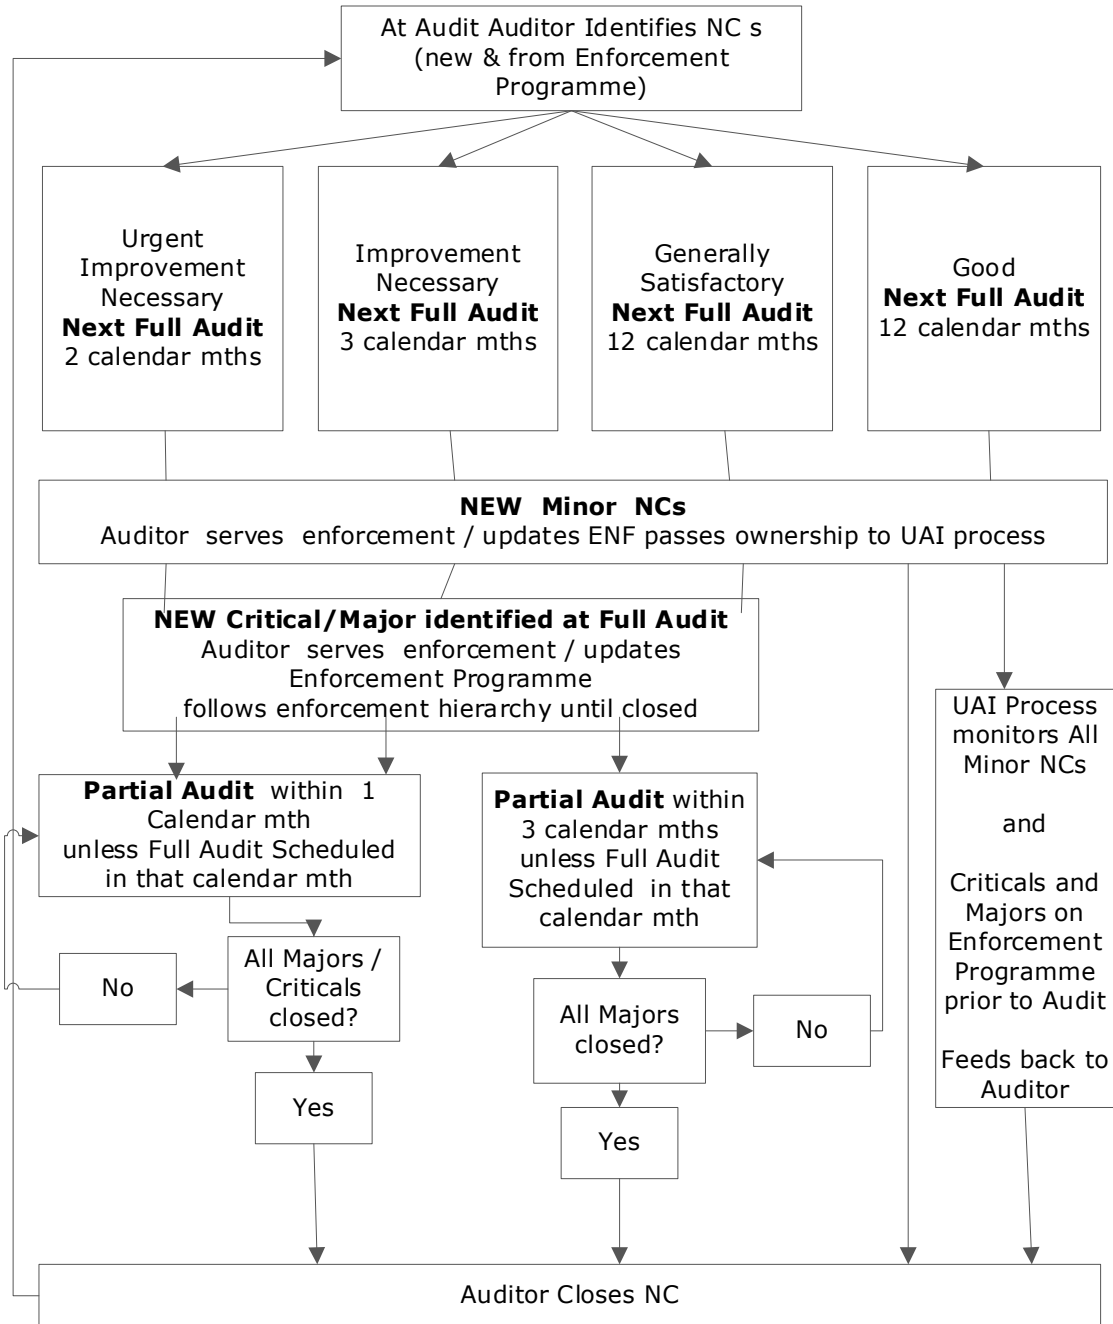 At Audit Auditor Identifies NC s
(new & from Enforcement
Programme)
Urgent
Improvement
Necessary
Next Full Audit
2 calendar mths
Improvement
Necessary
Next Full Audit
3 calendar mths
Generally
Satisfactory
Next Full Audit
12 calendar mths
Good
Next Full Audit
12 calendar mths
NEW Minor NCs
Auditor serves enforcement / updates ENF passes ownership to UAI process
NEW Critical/Major identified at Full Audit
Auditor serves enforcement / updates
Enforcement Programme
follows enforcement hierarchy until closed
Partial Audit within 1
Calendar mth
unless Full Audit Scheduled
in that calendar mth
Partial Audit within
3 calendar mths
unless Full Audit
Scheduled in that
calendar mth
UAI Process
monitors All
Minor NCs
and
Criticals and
Majors on
Enforcement
Programme
prior to Audit
Feeds back to
Auditor
No
All Majors /
Criticals
closed?
All Majors
closed?
No
Yes
Yes
Auditor Closes NC